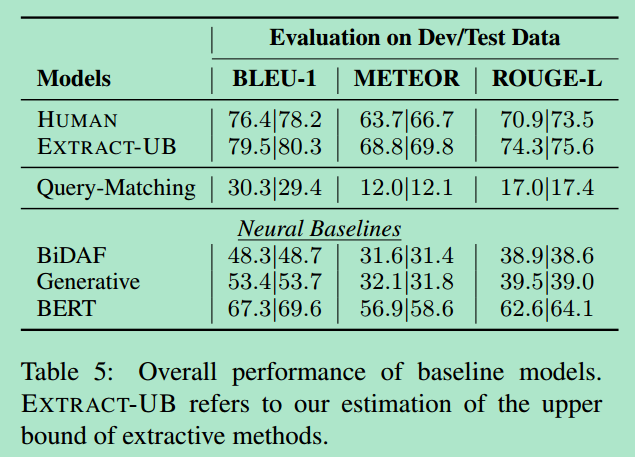 Evaluation on Dev/Test Data
Models BLEU-1 METEOR ROUGE-L
HUMAN 76.4|78.2 63.7|66.7 70.9|73.5
EXTRACT-UB 79.5|80.3 68.8|69.8 74.3|75.6
Query-Matching 30.3|29.4 12.0|12.1 17.0|17.4
Neural Baselines
BiDAF 48.3|48.7 31.6|31.4 38.9|38.6
Generative 53.4|53.7 32.1|31.8 39.5|39.0
BERT 67.3|69.6 56.9|58.6 62.6|64.1
Table 5: Overall performance of baseline models.
EXTRACT-UB refers to our estimation of the upper
bound of extractive methods.